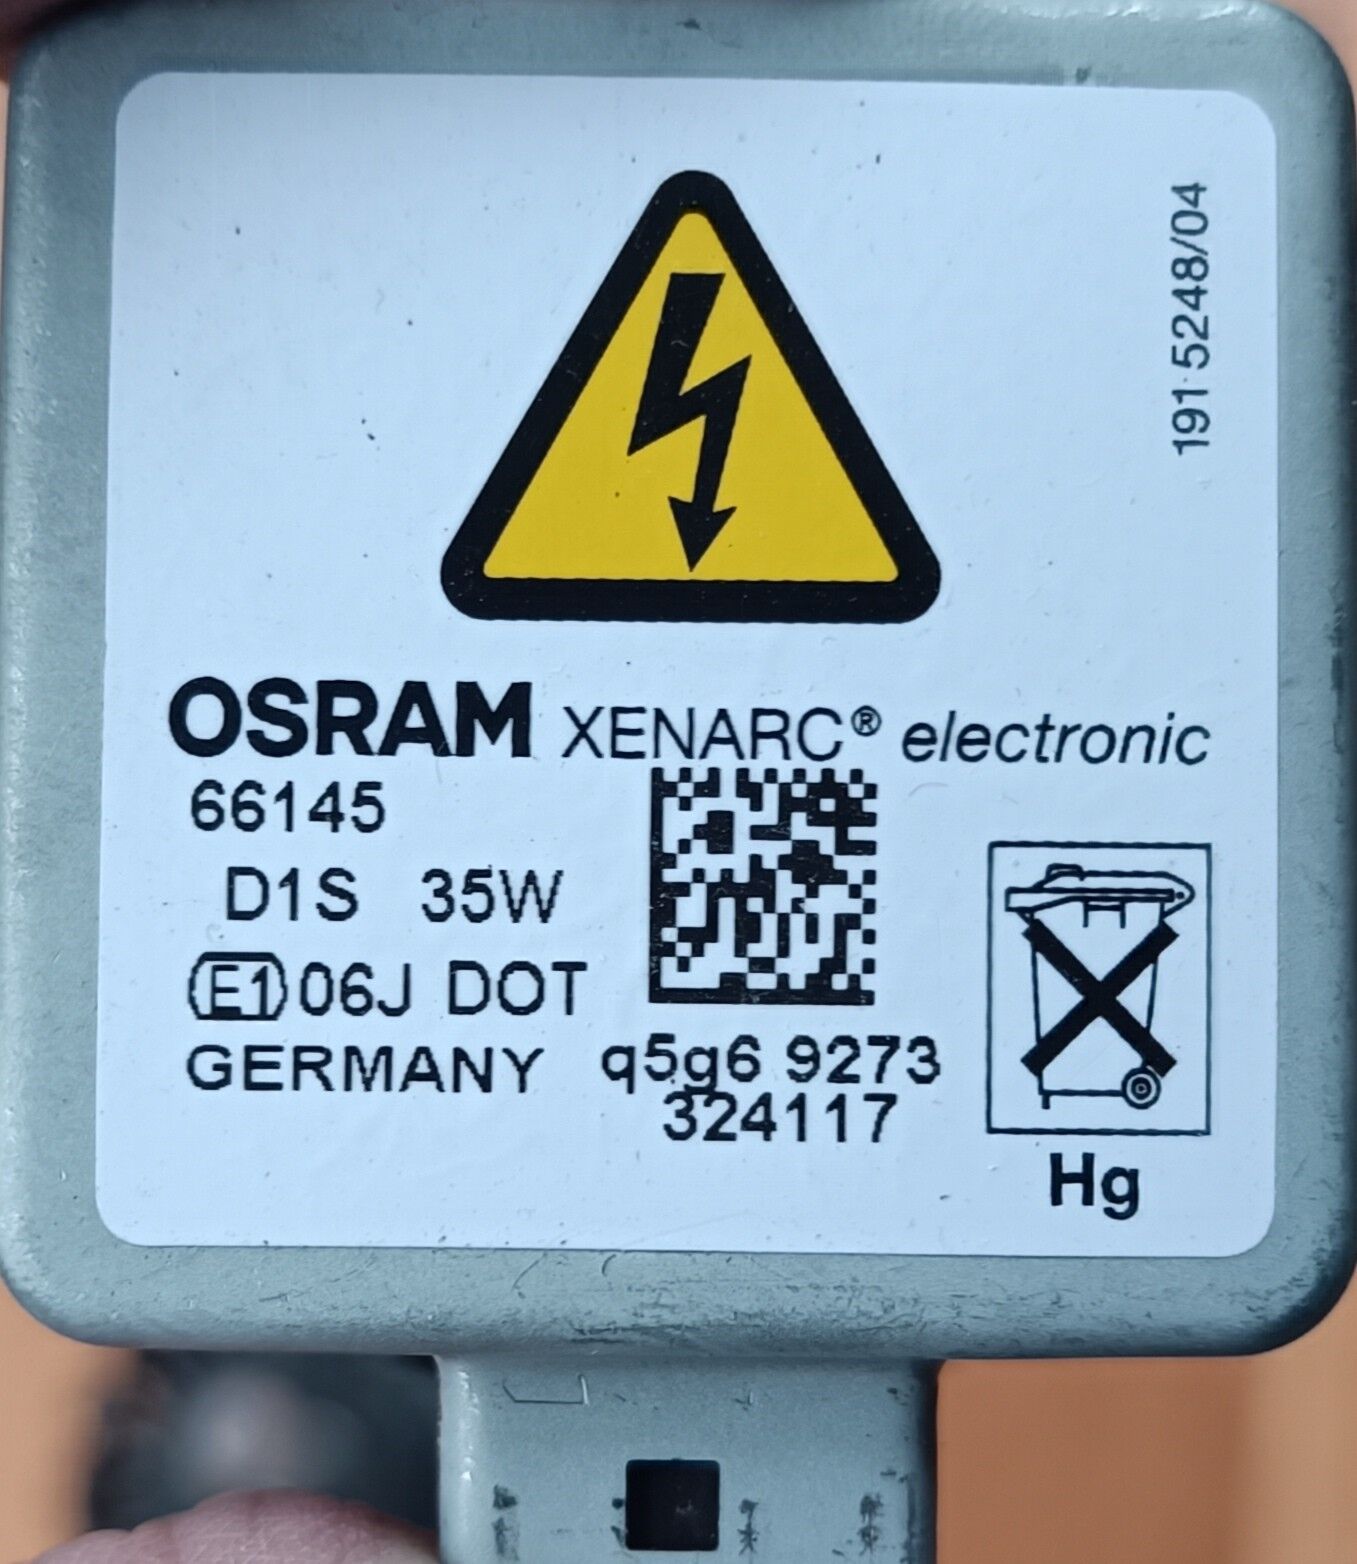 191 5248/04
OSRAM XENARC® electronic
66145
D1S 35W
E1 06J DOT
GERMANY q5g6 9273
324117
Hg